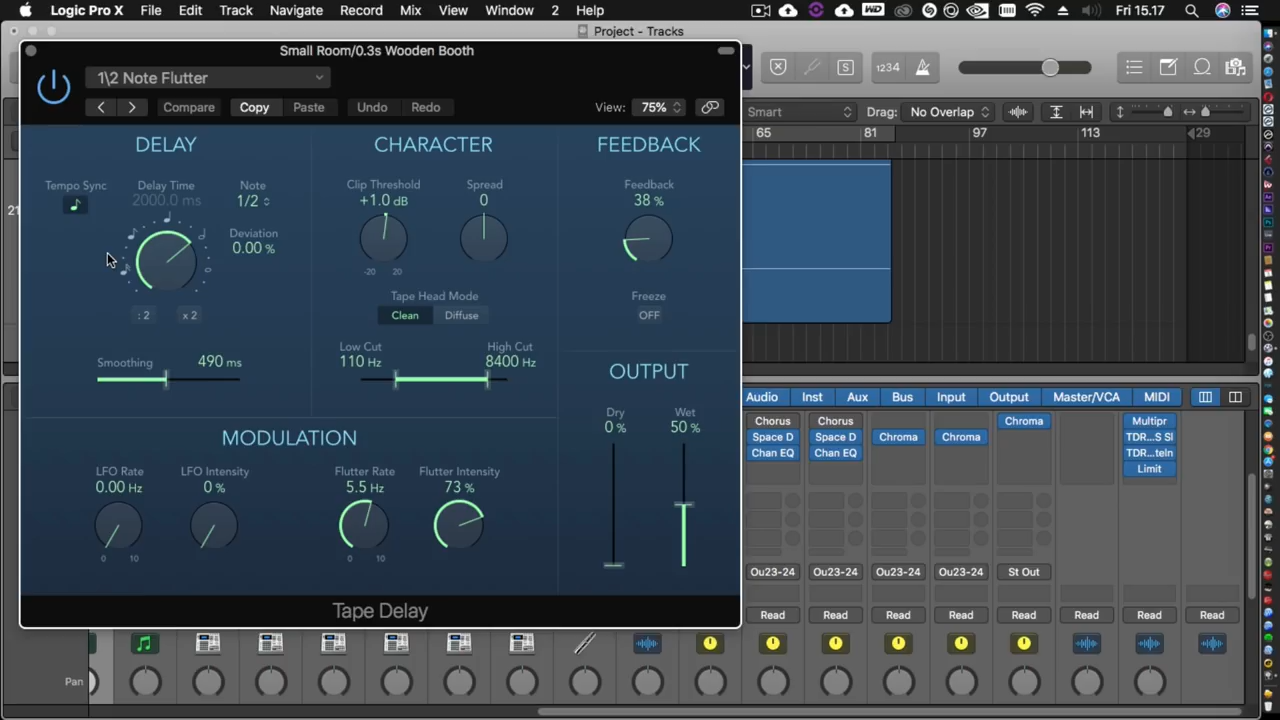 Logic Pro X File Edit Track Navigate Record Mix View Window 2 Help Fri 15.17
Project - Tracks
Small Room/0.3s Wooden Booth
1\2 Note Flutter
Compare Copy Paste Undo Redo View: 75%
S 1234
Smart Drag: No Overlap
65 81 97 113 29
21
DELAY CHARACTER FEEDBACK
Tempo Sync Delay Time Note Clip Threshold Spread Feedback
2000.0 ms 1/2 +1.0 dB 0 38 %
Deviation
0.00 %
-20 20
Tape Head Mode Freeze
: 2 x 2 Clean Diffuse OFF
Smoothing 490 ms Low Cut High Cut
110 Hz 8400 Hz
OUTPUT
Dry Wet
0 % 50 %
MODULATION
LFO Rate LFO Intensity Flutter Rate Flutter Intensity
0.00 Hz 0 % 5.5 Hz 73 %
0 10 0 10
Tape Delay
Audio Inst Aux Bus Input Output Master/VCA MIDI
Chorus Chorus Chroma Multipr
Space D Space D Chroma Chroma TDR...S Sl
Chan EQ Chan EQ TDR...teln
Limit
Ou23-24 Ou23-24 Ou23-24 Ou23-24 St Out
Read Read Read Read Read Read Read Read
Pan